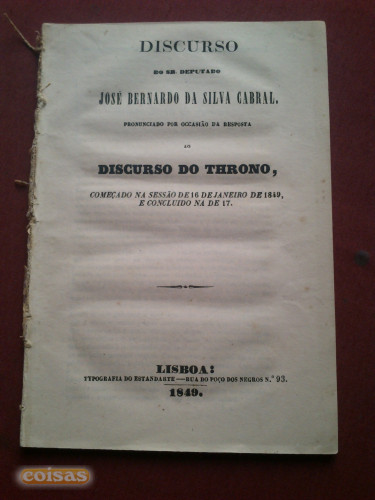 DISCURSO
DO SR. DEPUTADO
JOSÉ BERNARDO DA SILVA CABRAL.
PRONUNCIADO POR OCCASIÃO DA RESPOSTA
AO
DISCURSO DO THRONO,
COMEÇADO NA SESSÃO DE 16 DE JANEIRO DE 1849,
E CONCLUIDO NA DE 17.
LISBOA:
TYPOGRAFIA DO ESTANDARTE—RUA DO POÇO DOS NEGROS N.º 93.
1849.
coisas